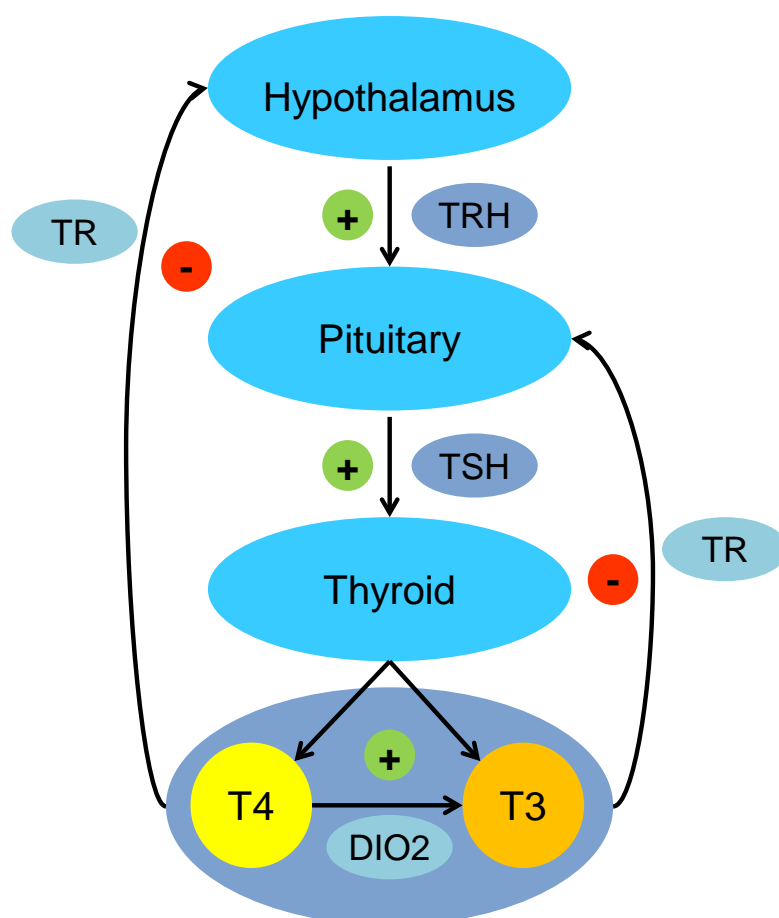 Hypothalamus
+ TRH
TR
-
Pituitary
+ TSH
TR
-
Thyroid
+
T4 T3
DIO2